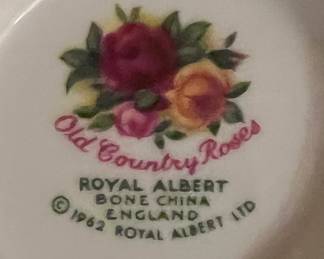 Old Country Roses
ROYAL ALBERT
BONE CHINA
ENGLAND
© 1962 ROYAL ALBERT LTD